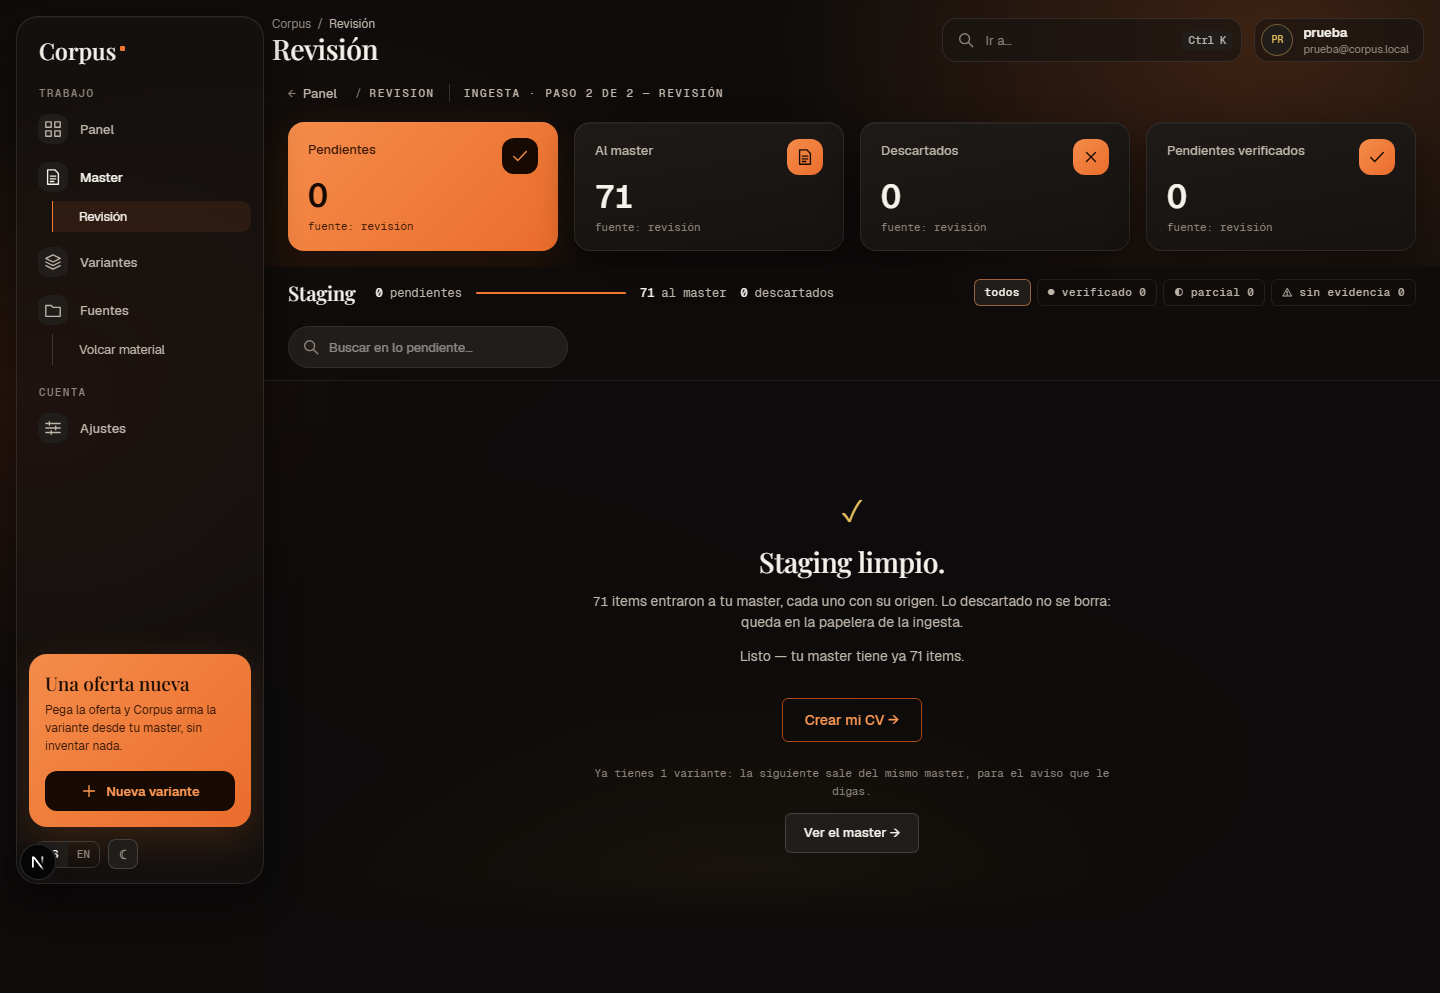 Corpus
TRABAJO
Panel
Master
Revisión
Variantes
Fuentes
Volcar material
CUENTA
Ajustes
Una oferta nueva
Pega la oferta y Corpus arma la
variante desde tu master, sin
inventar nada.
Nueva variante
EN
Corpus / Revisión
Revisión
Ir a...
Ctrl K
PR
prueba
prueba@corpus.local
← Panel / REVISION INGESTA · PASO 2 DE 2 — REVISIÓN
Pendientes
0
fuente: revisión
Al master
71
fuente: revisión
Descartados
0
fuente: revisión
Pendientes verificados
0
fuente: revisión
Staging 0 pendientes 71 al master 0 descartados
todos verificado 0 parcial 0 sin evidencia 0
Buscar en lo pendiente...
Staging limpio.
71 items entraron a tu master, cada uno con su origen. Lo descartado no se borra:
queda en la papelera de la ingesta.
Listo — tu master tiene ya 71 items.
Crear mi CV →
Ya tienes 1 variante: la siguiente sale del mismo master, para el aviso que le
digas.
Ver el master →